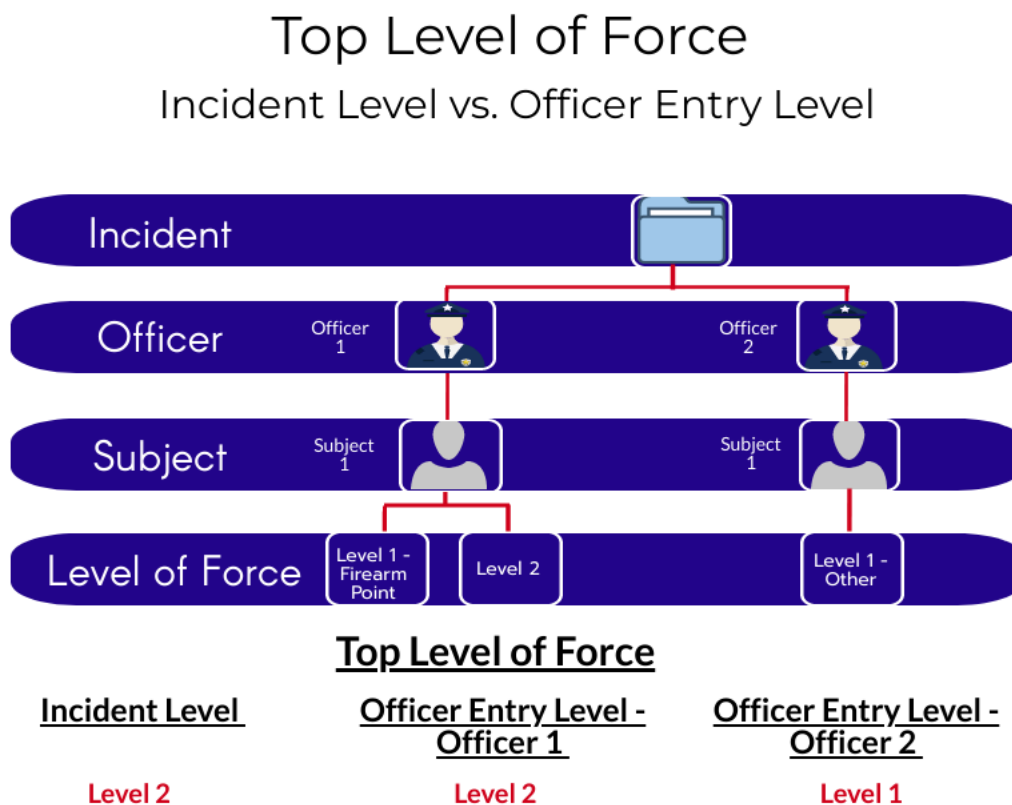 Top Level of Force
Incident Level vs. Officer Entry Level
Incident
Officer
Officer
1
Officer
2
Subject
Subject
1
Subject
1
Level of Force
Level 1 -
Firearm
Point
Level 2
Level 1 -
Other
Top Level of Force
Incident Level
Officer Entry Level -
Officer 1
Officer Entry Level -
Officer 2
Level 2
Level 2
Level 1